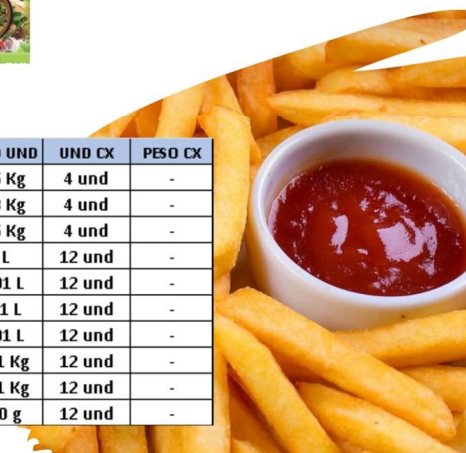 UND UND CX PESO CX
Kg 4 und -
Kg 4 und -
Kg 4 und -
L 12 und -
01 L 12 und -
1 L 12 und -
01 L 12 und -
1 Kg 12 und -
1 Kg 12 und -
0 g 12 und -